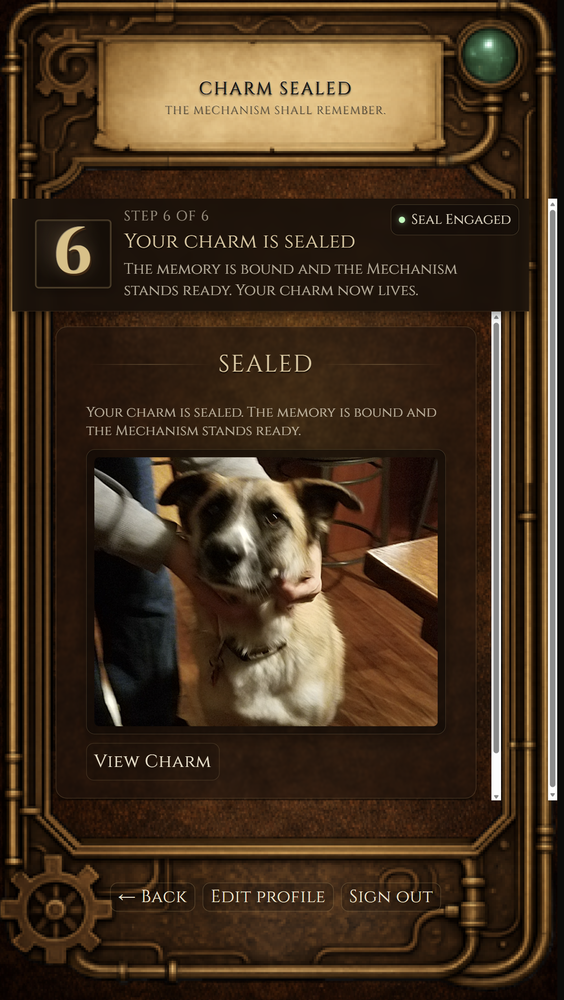 CHARM SEALED
THE MECHANISM SHALL REMEMBER.
6
STEP 6 OF 6
YOUR CHARM IS SEALED
THE MEMORY IS BOUND AND THE MECHANISM
STANDS READY. YOUR CHARM NOW LIVES.
SEAL ENGAGED
SEALED
YOUR CHARM IS SEALED. THE MEMORY IS BOUND AND
THE MECHANISM STANDS READY.
VIEW CHARM
← BACK
EDIT PROFILE
SIGN OUT